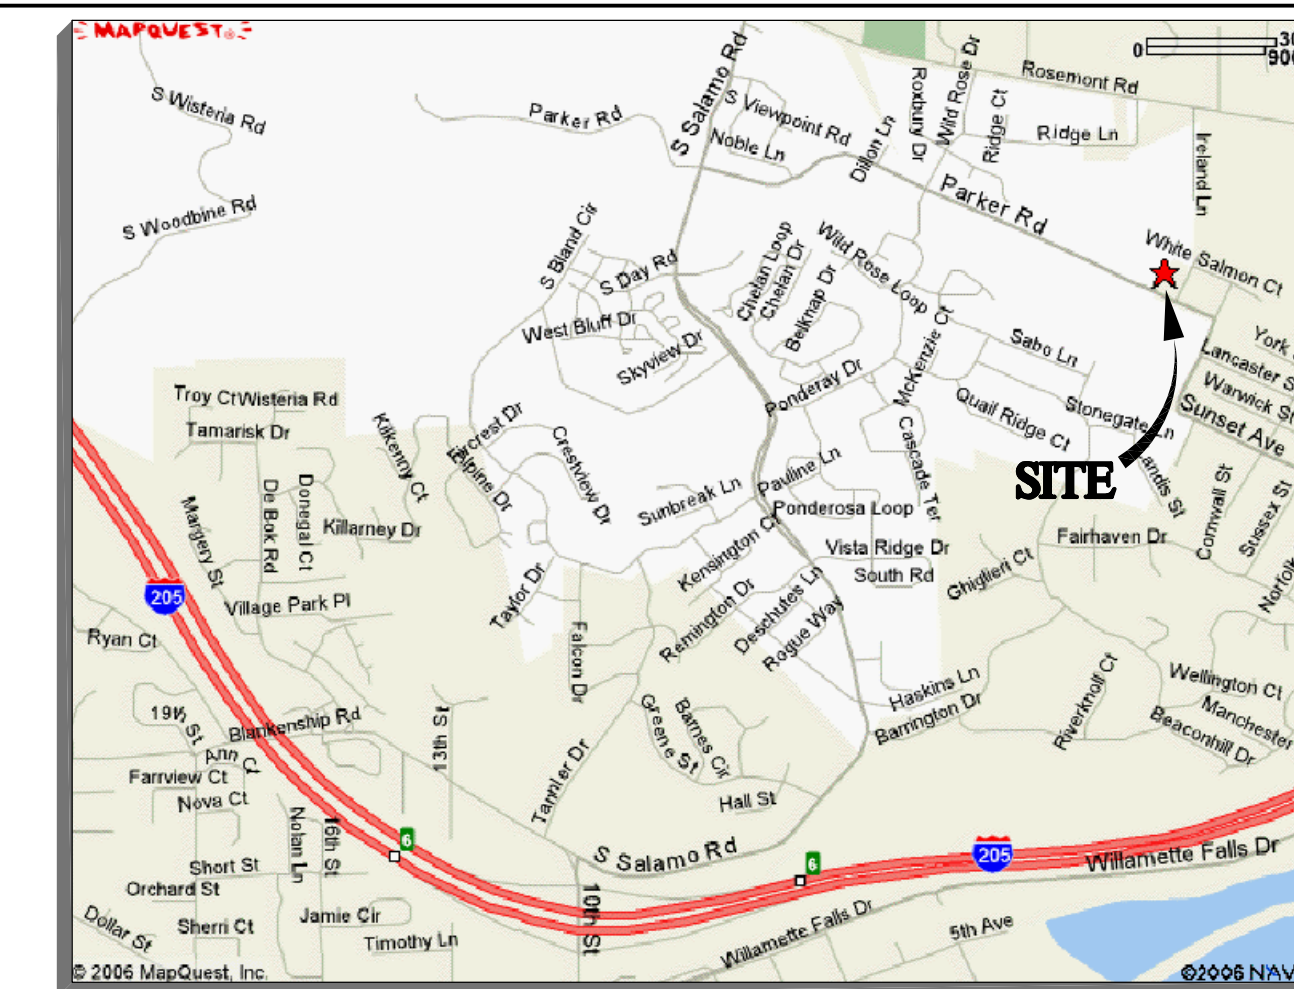 MAPQUEST
30
0
900
S Wisteria Rd
Parker Rd
S Salamo Rd
S Viewpoint Rd
Noble Ln
Dillon Ln
Roxbury Dr
Wild Rose Dr
Ridge Ct
Rosemont Rd
Ridge Ln
Ireland Ln
S Woodbine Rd
Parker Rd
White Salmon Ct
S Bland Cir
S Day Rd
Chelan Loop
Chelan Dr
Belknap Dr
Wild Rose Loop
West Bluff Dr
Skyview Dr
McKenzie Ct
Sabo Ln
York
Lancaster S
Warwick St
Sunset Ave
Ponderay Dr
Quail Ridge Ct
Stonegate Ln
Troy Ct
Wisteria Rd
Tamarisk Dr
Kilkenny Ct
Alpine Dr
Crestview Dr
Cascade Ter
SITE
Landis St
Cornwall St
Sussex St
De Bok Rd
Donegal Ct
Killarney Dr
Margery St
Sunbreak Ln
Pauline Ln
Ponderosa Loop
Kensington Ct
Vista Ridge Dr
South Rd
Fairhaven Dr
Ghiglieri Ct
Norfolk
205
Village Park Pl
Taylor Dr
Remington Dr
Deschutes Ln
Rogue Way
Ryan Ct
Falcon Dr
Haskins Ln
Barrington Dr
Riverknoll Ct
Wellington Ct
Manchester
Beaconhill Dr
19th St
Blankenship Rd
13th St
Greene St
Barnes Cir
Ann Ct
Farrview Ct
Nova Ct
Tannler Dr
Hall St
Nolan Ln
16th St
6
S Salamo Rd
6
205
Willamette Falls Dr
Short St
Orchard St
Jamie Cir
10th St
Dollar St
Sherri Ct
Timothy Ln
Willamette Falls Dr
5th Ave
© 2006 MapQuest, Inc.
©2006 NAV